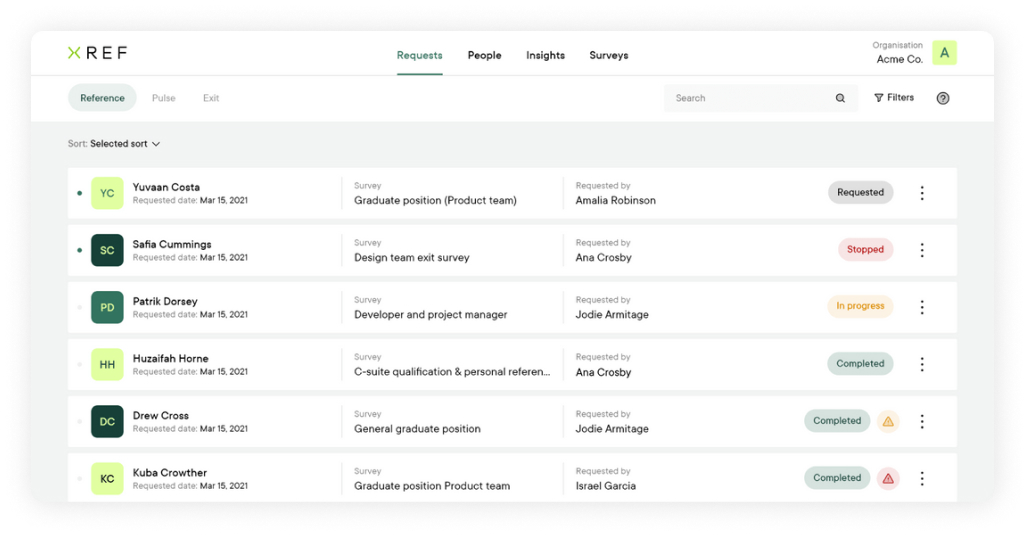 XREF
Requests People Insights Surveys
Organisation
Acme Co.
A
Reference Pulse Exit
Search
Filters
?
Sort: Selected sort
YC
Yuvaan Costa
Requested date: Mar 15, 2021
Survey
Graduate position (Product team)
Requested by
Amalia Robinson
Requested
SC
Safia Cummings
Requested date: Mar 15, 2021
Survey
Design team exit survey
Requested by
Ana Crosby
Stopped
PD
Patrik Dorsey
Requested date: Mar 15, 2021
Survey
Developer and project manager
Requested by
Jodie Armitage
In progress
HH
Huzaifah Horne
Requested date: Mar 15, 2021
Survey
C-suite qualification & personal referen...
Requested by
Ana Crosby
Completed
DC
Drew Cross
Requested date: Mar 15, 2021
Survey
General graduate position
Requested by
Jodie Armitage
Completed
KC
Kuba Crowther
Requested date: Mar 15, 2021
Survey
Graduate position Product team
Requested by
Israel Garcia
Completed